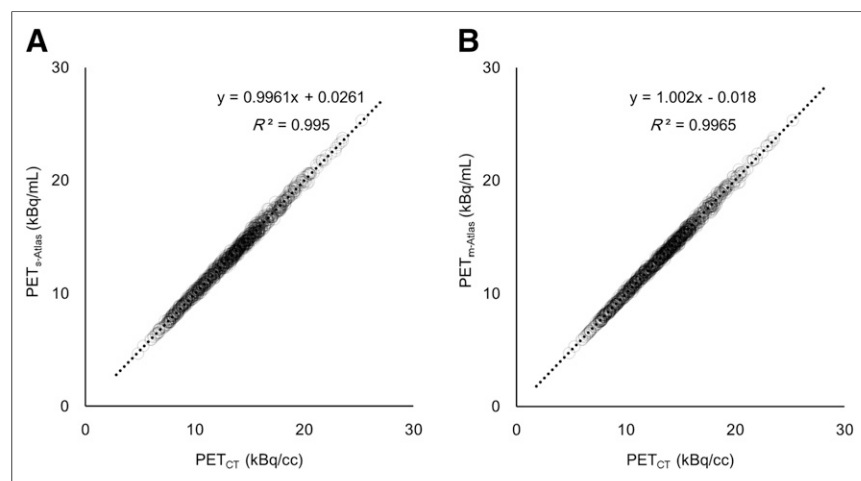 A
30
20
10
0
PETs-Atlas (kBq/mL)
y = 0.9961x + 0.0261
R² = 0.995
0 10 20 30
PETCT (kBq/cc)
B
30
20
10
0
PETm-Atlas (kBq/mL)
y = 1.002x - 0.018
R² = 0.9965
0 10 20 30
PETCT (kBq/cc)